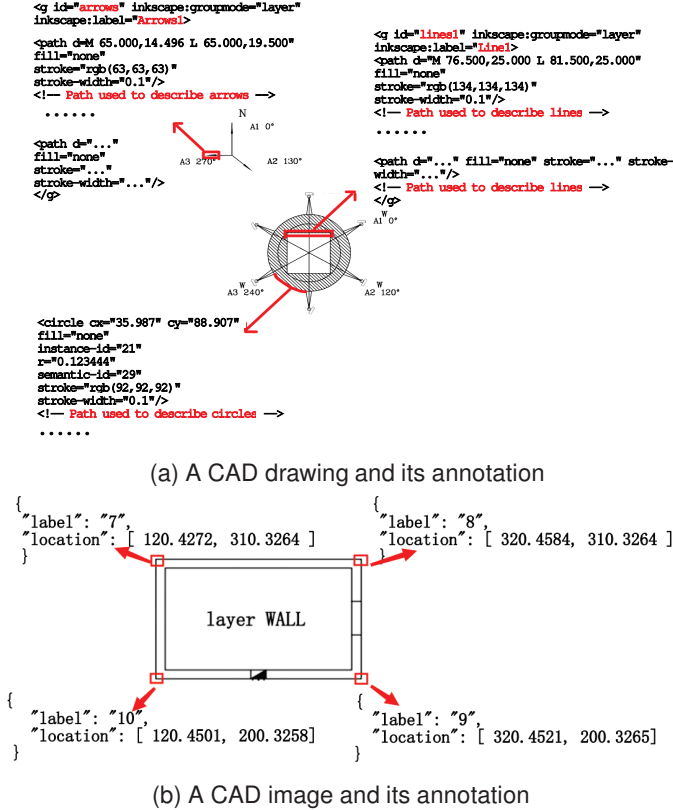 <g id="arrows" inkscape:groupmode="layer"
inkscape:label="Arrows1>
<path d=M 65.000,14.496 L 65.000,19.500"
fill="none"
stroke="rgb(63,63,63)"
stroke-width="0.1"/>
<!— Path used to describe arrows —>
......
<path d="..."
fill="none"
stroke="..."
stroke-width="..."/>
</g>
<g id="lines1" inkscape:groupmode="layer"
inkscape:label="Line1>
<path d="M 76.500,25.000 L 81.500,25.000"
fill="none"
stroke="rgb(134,134,134)"
stroke-width="0.1"/>
<!— Path used to describe lines —>
......
<path d="..." fill="none" stroke="..." stroke-
width="..."/>
<!— Path used to describe lines —>
</g>
N
A1 0°
A3 270°
A2 130°
W
A1 0°
W
A3 240°
W
A2 120°
<circle cx="35.987" cy="88.907"
fill="none"
instance-id="21"
r="0.123444"
semantic-id="29"
stroke="rgb(92,92,92)"
stroke-width="0.1"/>
<!— Path used to describe circles —>
......
(a) A CAD drawing and its annotation
{
"label": "7",
"location": [ 120.4272, 310.3264 ]
}
{
"label": "8",
"location": [ 320.4584, 310.3264 ]
}
layer WALL
{
"label": "10",
"location": [ 120.4501, 200.3258]
}
{
"label": "9",
"location": [ 320.4521, 200.3265]
}
(b) A CAD image and its annotation